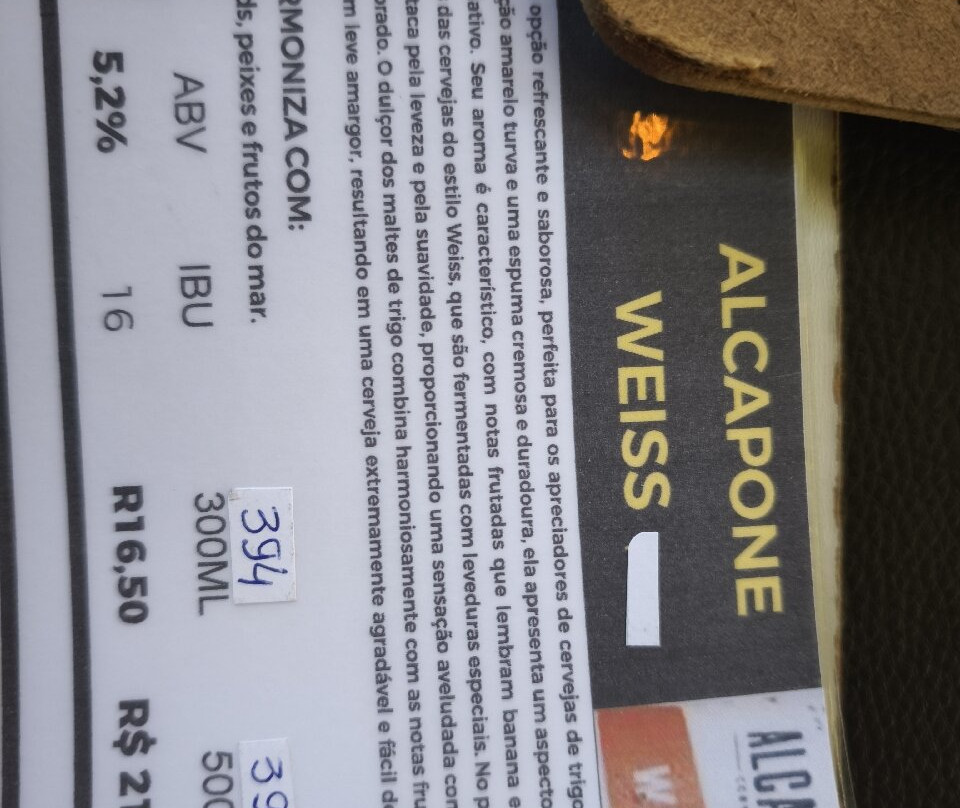 ALCAPONE
WEISS
opção refrescante e saborosa, perfeita para os apreciadores de cervejas de trigo
ção amarelo turva e uma espuma cremosa e duradoura, ela apresenta um aspecto
ativo. Seu aroma é característico, com notas frutadas que lembram banana e
das cervejas do estilo Weiss, que são fermentadas com leveduras especiais. No p
taca pela leveza e pela suavidade, proporcionando uma sensação aveludada con
orado. O dulçor dos maltes de trigo combina harmoniosamente com as notas fru
m leve amargor, resultando em uma cerveja extremamente agradável e fácil d
RMONIZA COM:
ds, peixes e frutos do mar.
394
39
ABV IBU 300ML 500
5,2% 16 R16,50 R$ 21
ALCA
W